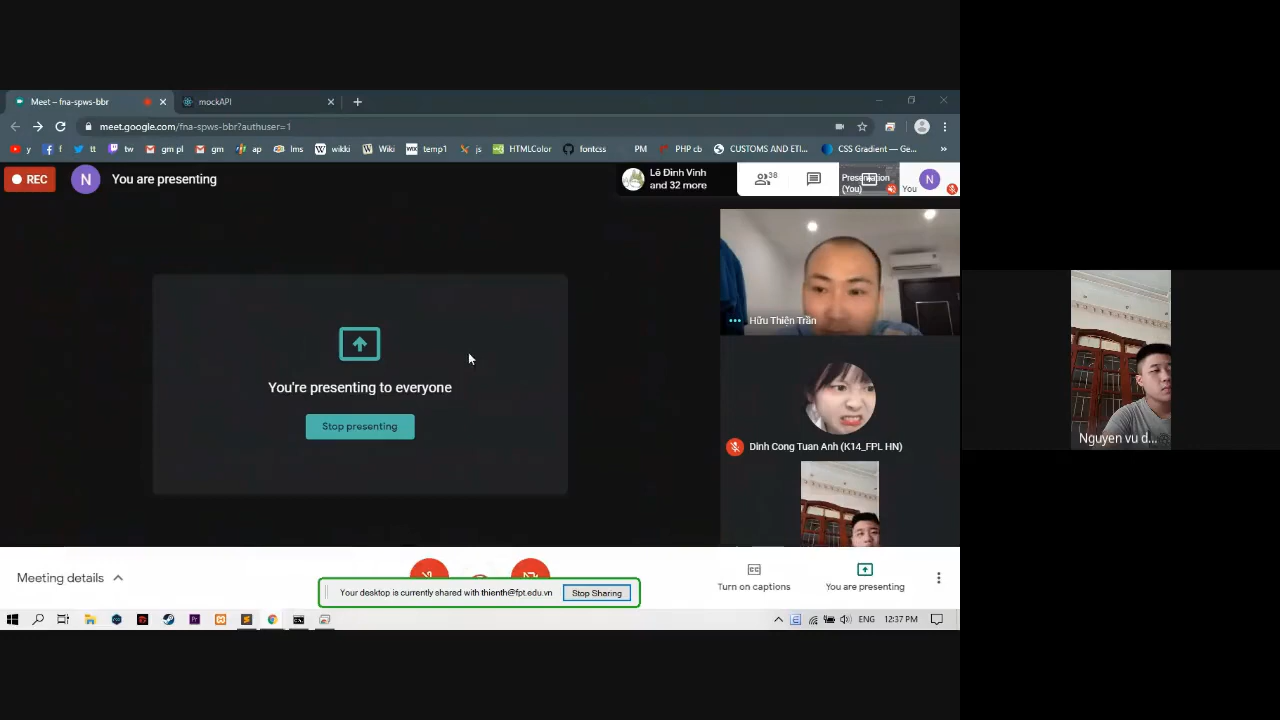 Meet – fna-spws-bbr
mockAPI
meet.google.com/fna-spws-bbr?authuser=1
y
f
tt
tw
gm pl
gm
ap
lms
wikki
Wiki
temp1
js
HTMLColor
fontcss
PM
PHP cb
CUSTOMS AND ETI...
CSS Gradient — Ge...
»
REC
N
You are presenting
Lê Đình Vinh
and 32 more
38
Presentation
(You)
You
N
Hữu Thiện Trần
You're presenting to everyone
Stop presenting
Dinh Cong Tuan Anh (K14_FPL HN)
Nguyen vu d...
Meeting details
Your desktop is currently shared with thienth@fpt.edu.vn
Stop Sharing
Turn on captions
You are presenting
ENG
12:37 PM